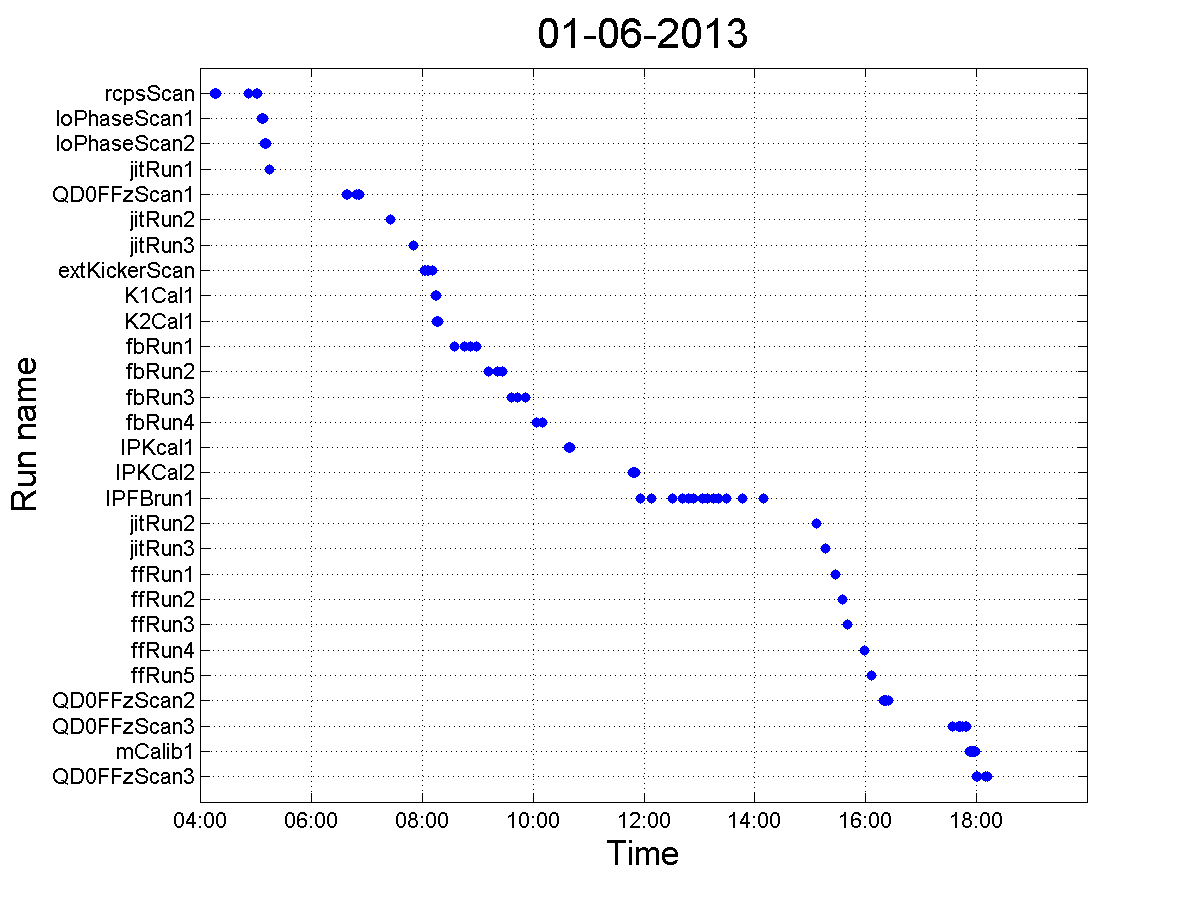 01-06-2013
rcpsScan
loPhaseScan1
loPhaseScan2
jitRun1
QD0FFzScan1
jitRun2
jitRun3
extKickerScan
K1Cal1
K2Cal1
fbRun1
fbRun2
fbRun3
fbRun4
IPKcal1
IPKCal2
IPFBrun1
jitRun2
jitRun3
ffRun1
ffRun2
ffRun3
ffRun4
ffRun5
QD0FFzScan2
QD0FFzScan3
mCalib1
QD0FFzScan3
Run name
04:00 06:00 08:00 10:00 12:00 14:00 16:00 18:00
Time